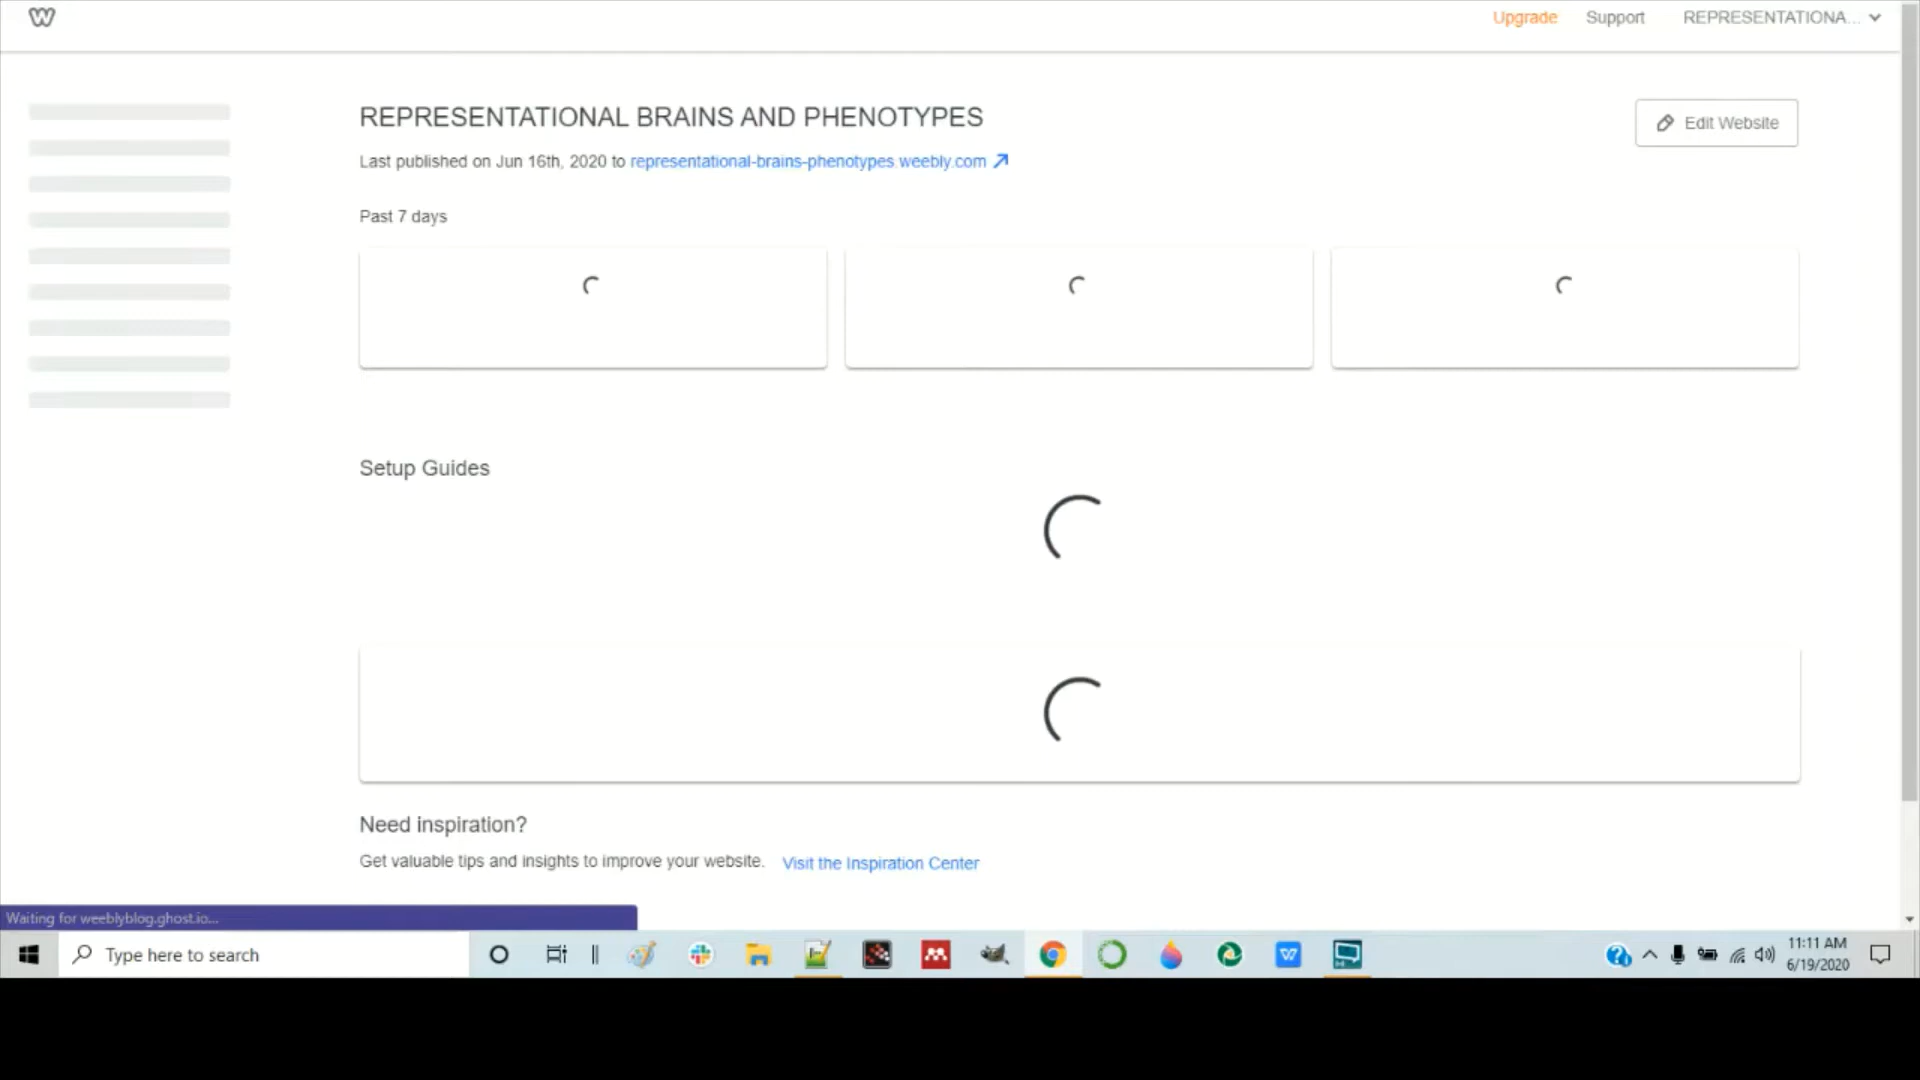 Upgrade Support REPRESENTATIONA...
REPRESENTATIONAL BRAINS AND PHENOTYPES
Edit Website
Last published on Jun 16th, 2020 to representational-brains-phenotypes.weebly.com
Past 7 days
Setup Guides
Need inspiration?
Get valuable tips and insights to improve your website. Visit the Inspiration Center
Waiting for weeblyblog.ghost.io...
Type here to search
11:11 AM
6/19/2020